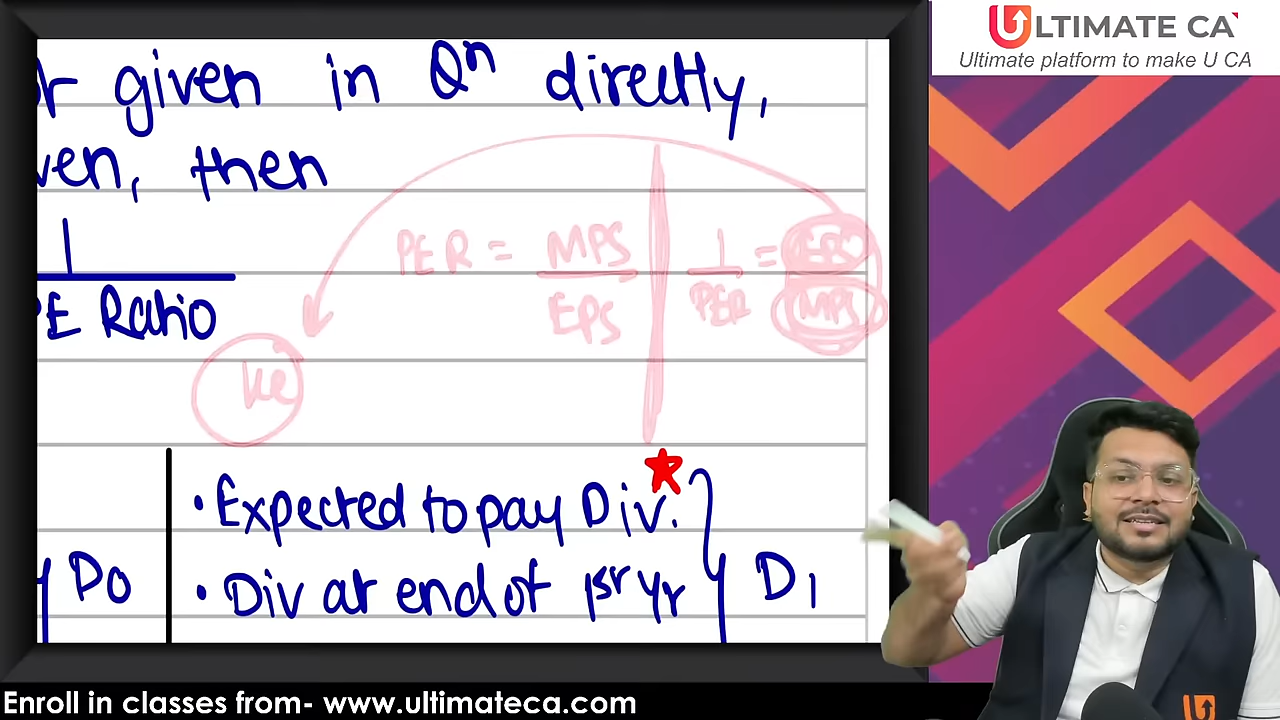 given in Qn directly,
then
1
PE Ratio
PER = MPS
EPS
1 = EPS
PER MPS
ke
• Expected to pay Div.
• Div at end of 1st yr
D0
D1
ULTIMATE CA
Ultimate platform to make U CA
Enroll in classes from- www.ultimateca.com